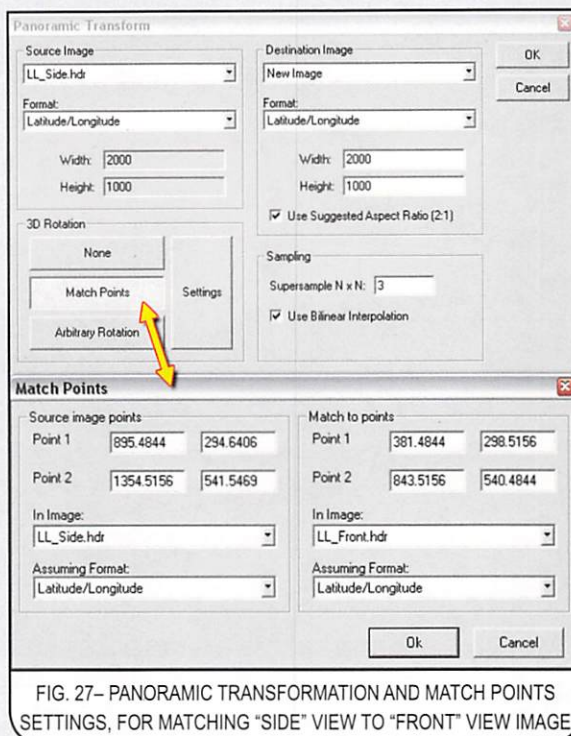 Panoramic Transform
Source Image
LL_Side.hdr
Format:
Latitude/Longitude
Width: 2000
Height: 1000
Destination Image
New Image
Format:
Latitude/Longitude
Width: 2000
Height: 1000
Use Suggested Aspect Ratio (2:1)
OK
Cancel
3D Rotation
None
Match Points
Arbitrary Rotation
Settings
Sampling
Supersample N x N: 3
Use Bilinear Interpolation
Match Points
Source image points
Point 1 895.4844 294.6406
Point 2 1354.5156 541.5469
In Image:
LL_Side.hdr
Assuming Format:
Latitude/Longitude
Match to points
Point 1 381.4844 298.5156
Point 2 843.5156 540.4844
In Image:
LL_Front.hdr
Assuming Format:
Latitude/Longitude
Ok
Cancel
FIG. 27– PANORAMIC TRANSFORMATION AND MATCH POINTS
SETTINGS, FOR MATCHING “SIDE” VIEW TO “FRONT” VIEW IMAGE